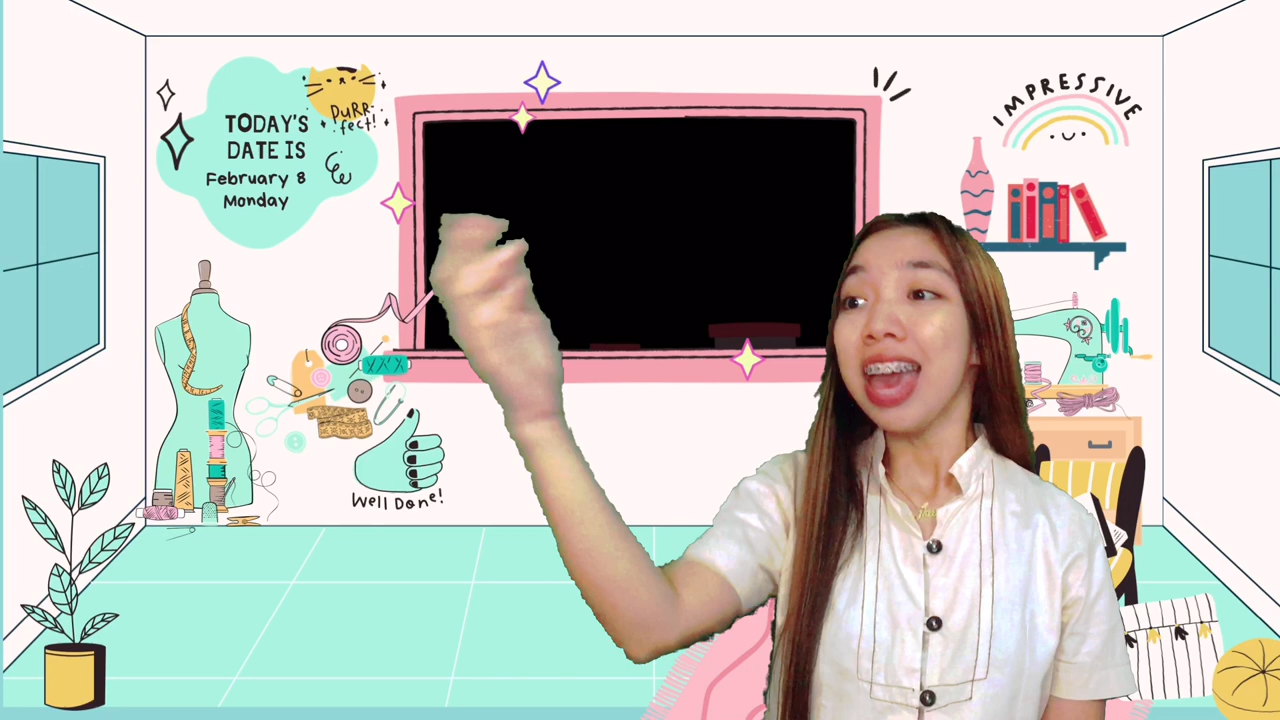 TODAY'S
DATE IS
February 8
Monday
PURR-
fect!
IMPRESSIVE
Well Done!